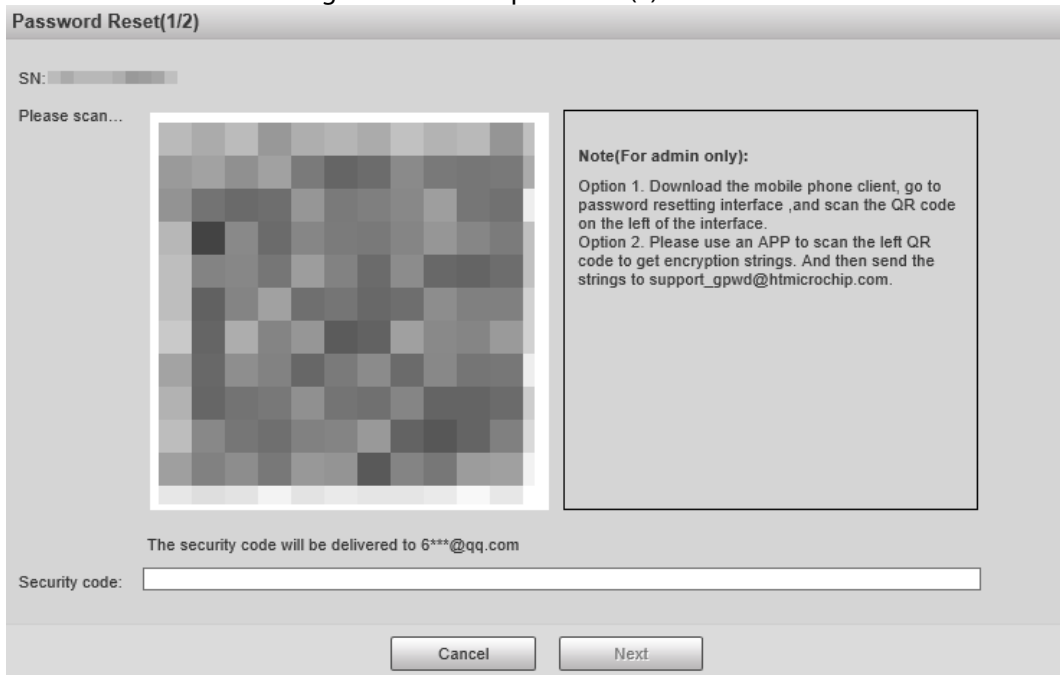 Password Reset(1/2)
SN:
Please scan...
Note(For admin only):
Option 1. Download the mobile phone client, go to
password resetting interface ,and scan the QR code
on the left of the interface.
Option 2. Please use an APP to scan the left QR
code to get encryption strings. And then send the
strings to support_gpwd@htmicrochip.com.
The security code will be delivered to 6***@qq.com
Security code:
Cancel
Next